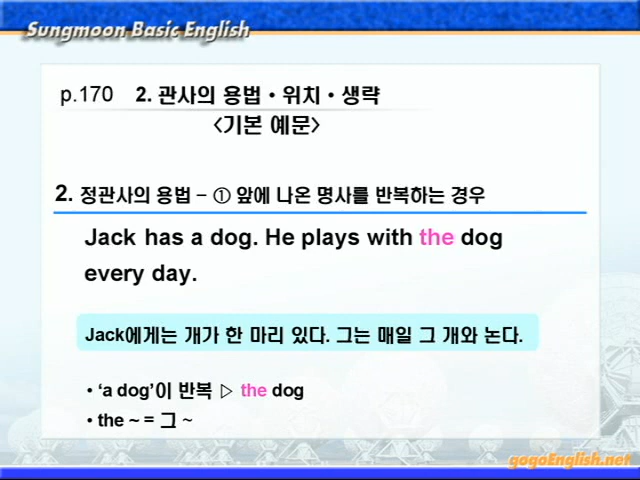 Sungmoon Basic English
p.170 2. 관사의 용법 • 위치 • 생략
<기본 예문>
2. 정관사의 용법 – ① 앞에 나온 명사를 반복하는 경우
Jack has a dog. He plays with the dog
every day.
Jack에게는 개가 한 마리 있다. 그는 매일 그 개와 논다.
• ‘a dog’이 반복 ▷ the dog
• the ~ = 그 ~
gogoEnglish.net